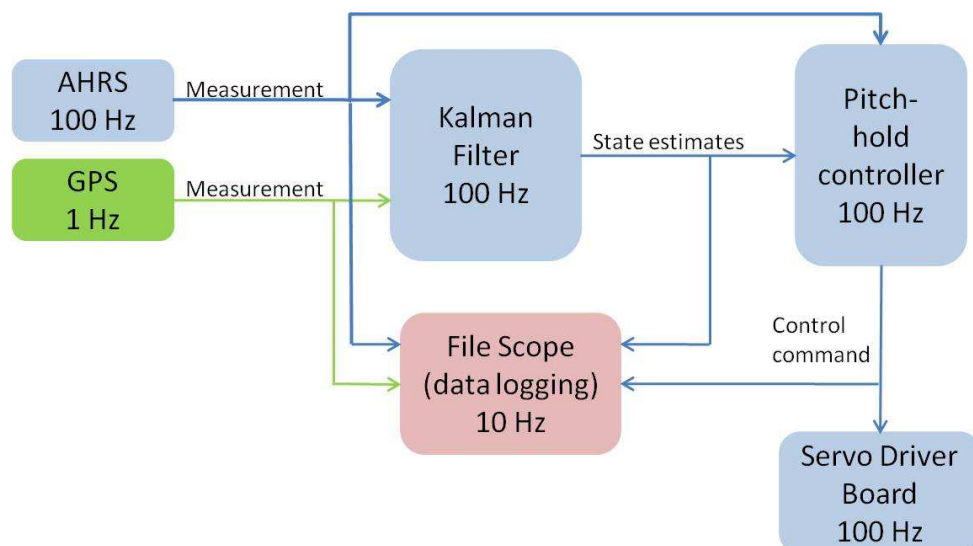 AHRS
100 Hz
Measurement
GPS
1 Hz
Measurement
Kalman
Filter
100 Hz
State estimates
Pitch-
hold
controller
100 Hz
File Scope
(data logging)
10 Hz
Control
command
Servo Driver
Board
100 Hz